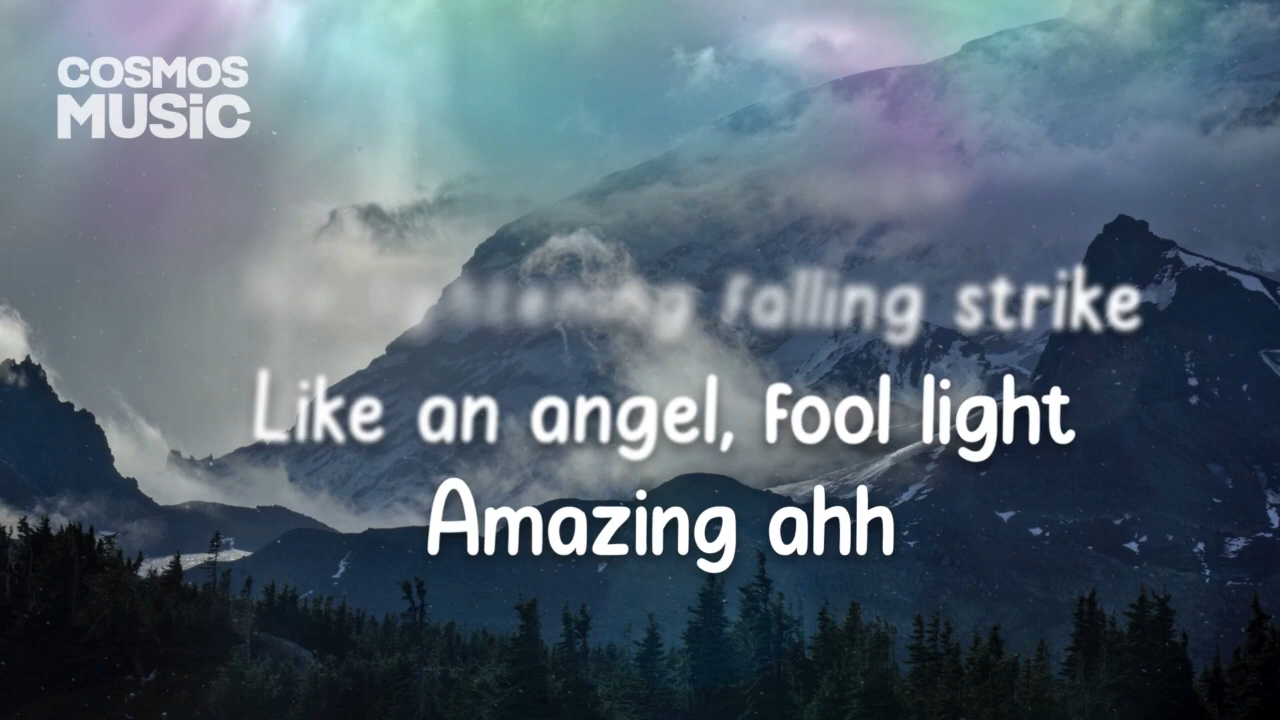 COSMOS
MUSiC
falling strike
Like an angel, fool light
Amazing ahh